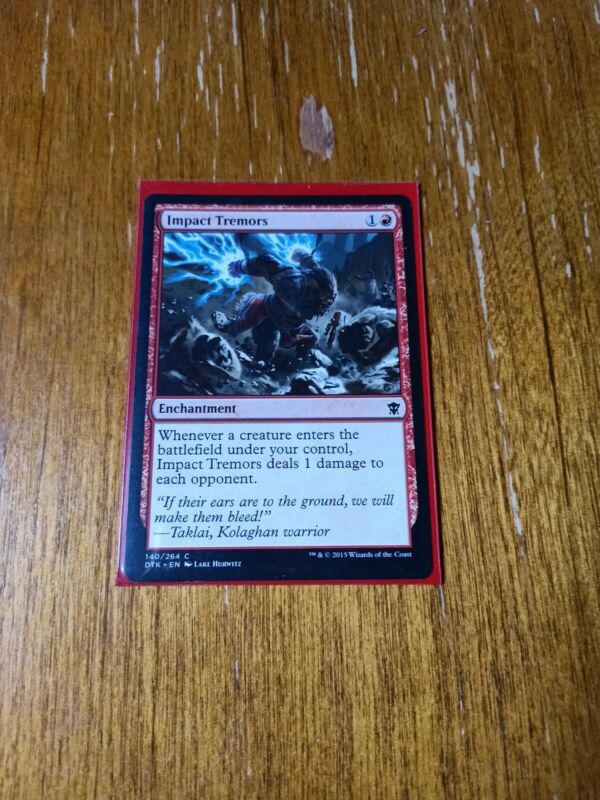 Impact Tremors 1
Enchantment
Whenever a creature enters the
battlefield under your control,
Impact Tremors deals 1 damage to
each opponent.
“If their ears are to the ground, we will
make them bleed!”
—Taklai, Kolaghan warrior
140/264 C
DTK • EN Lake Hurwitz
™ & © 2015 Wizards of the Coast